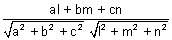 al + bm + cn
√a² + b² + c² √l² + m² + n²